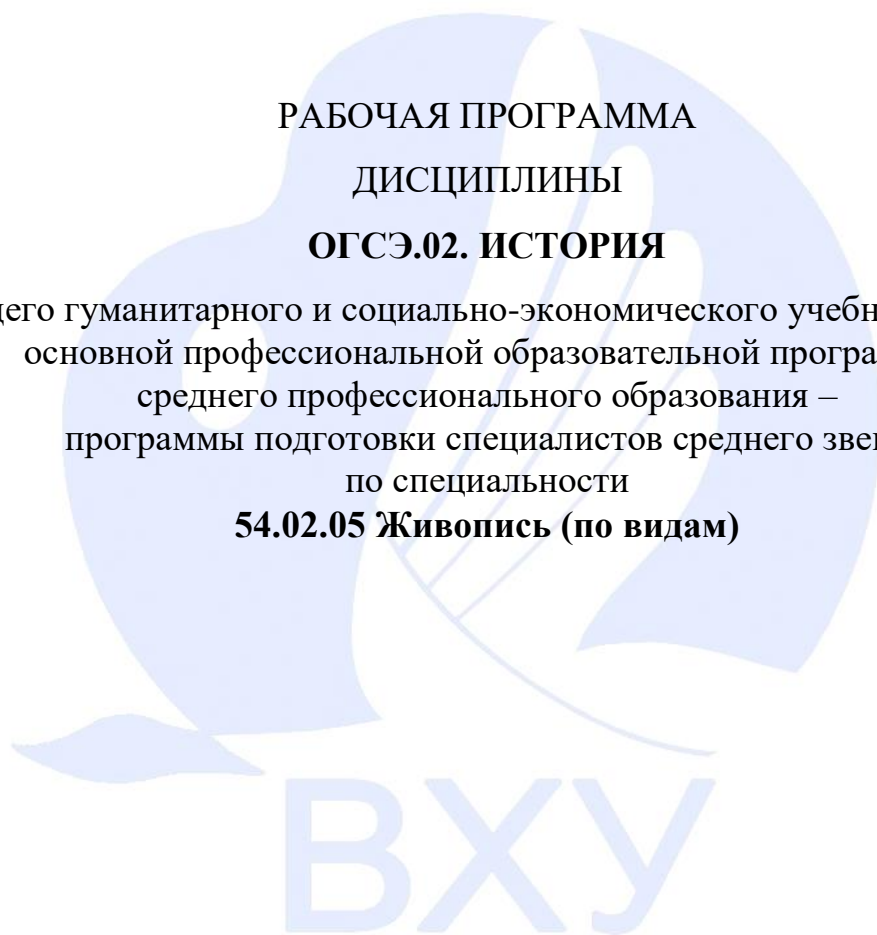 РАБОЧАЯ ПРОГРАММА
ДИСЦИПЛИНЫ
ОГСЭ.02. ИСТОРИЯ
гуманитарного и социально-экономического
основной профессиональной образовательной
среднего профессионального образования –
программы подготовки специалистов среднего
по специальности
54.02.05 Живопись (по видам)
ВХУ